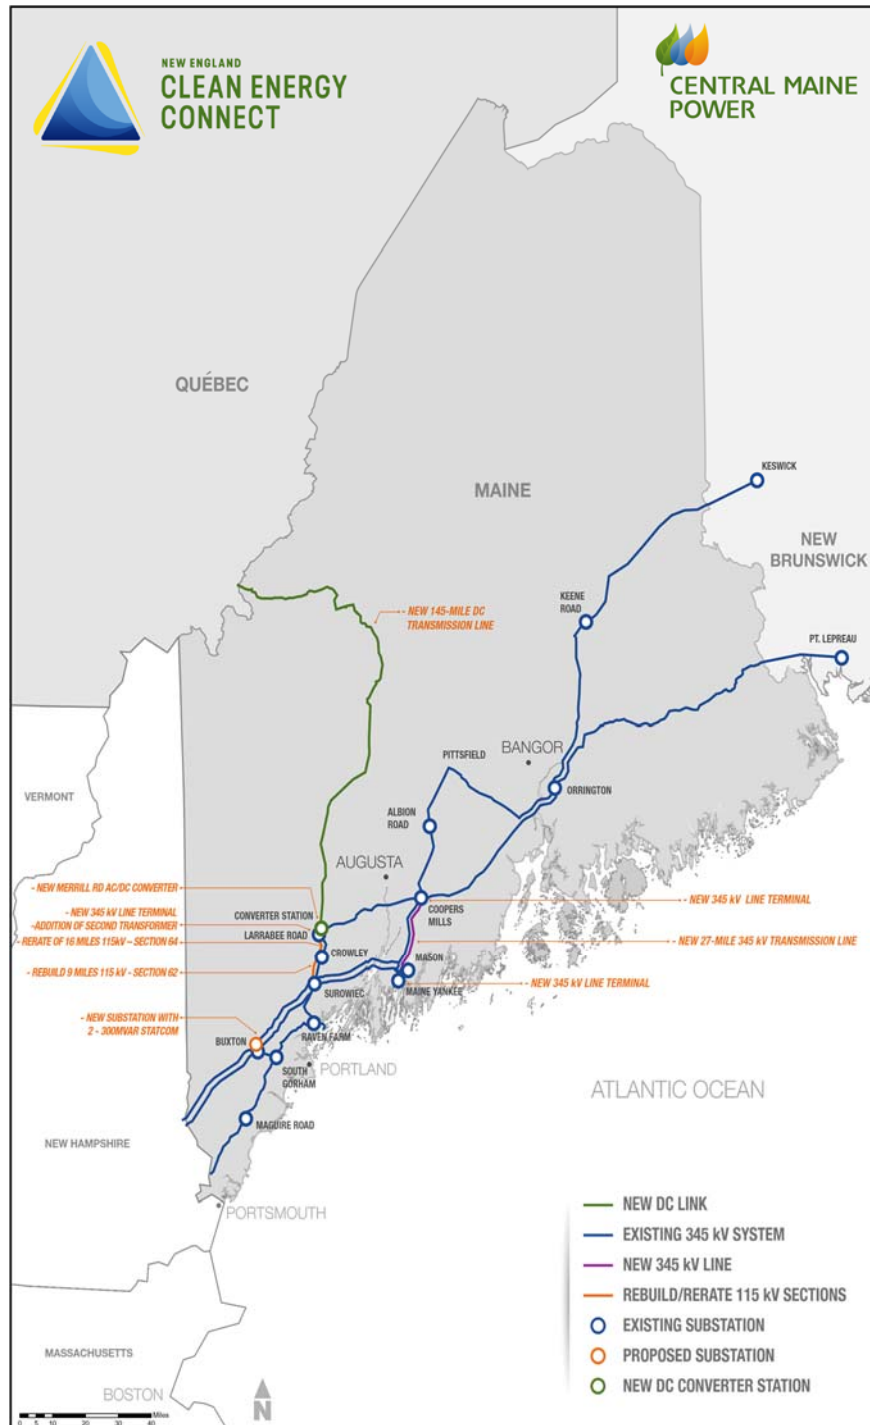 NEW ENGLAND
CLEAN ENERGY
CONNECT
CENTRAL MAINE
POWER
QUÉBEC
MAINE
KESWICK
NEW
BRUNSWICK
KEENE
ROAD
- NEW 145-MILE DC
TRANSMISSION LINE
PT. LEPREAU
PITTSFIELD
BANGOR
ORRINGTON
VERMONT
ALBION
ROAD
AUGUSTA
- NEW MERRILL RD AC/DC CONVERTER
- NEW 345 kV LINE TERMINAL
-ADDITION OF SECOND TRANSFORMER
- RERATE OF 16 MILES 115kV – SECTION 64
- REBUILD 9 MILES 115 kV - SECTION 62
- NEW SUBSTATION WITH
2 - 300MVAR STATCOM
CONVERTER STATION
LARRABEE ROAD
CROWLEY
SUROWIEC
COOPERS
MILLS
MASON
MAINE YANKEE
- NEW 345 kV LINE TERMINAL
- NEW 27-MILE 345 kV TRANSMISSION LINE
- NEW 345 kV LINE TERMINAL
BUXTON
RAVEN FARM
SOUTH
GORHAM
PORTLAND
MAGUIRE ROAD
ATLANTIC OCEAN
NEW HAMPSHIRE
PORTSMOUTH
NEW DC LINK
EXISTING 345 kV SYSTEM
NEW 345 kV LINE
REBUILD/RERATE 115 kV SECTIONS
EXISTING SUBSTATION
PROPOSED SUBSTATION
NEW DC CONVERTER STATION
MASSACHUSETTS
BOSTON
N
Miles
0 5 10 20 30 40